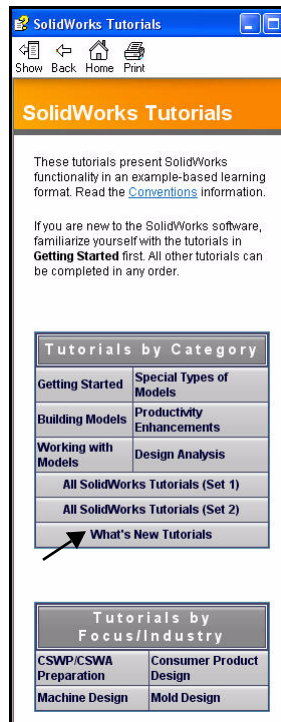 SolidWorks Tutorials
Show Back Home Print
SolidWorks Tutorials
These tutorials present SolidWorks
functionality in an example-based learning
format. Read the Conventions information.
If you are new to the SolidWorks software,
familiarize yourself with the tutorials in
Getting Started first. All other tutorials can
be completed in any order.
Tutorials by Category
Getting Started
Special Types of
Models
Building Models
Productivity
Enhancements
Working with
Models
Design Analysis
All SolidWorks Tutorials (Set 1)
All SolidWorks Tutorials (Set 2)
What's New Tutorials
Tutorials by
Focus/Industry
CSWP/CSWA
Preparation
Consumer Product
Design
Machine Design
Mold Design